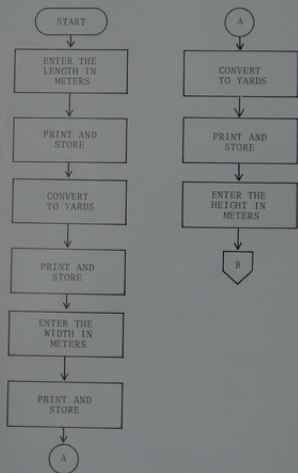 START
ENTER THE
LENGTH IN
METERS
PRINT AND
STORE
CONVERT
TO YARDS
PRINT AND
STORE
ENTER THE
WIDTH IN
METERS
PRINT AND
STORE
A
A
CONVERT
TO YARDS
PRINT AND
STORE
ENTER THE
HEIGHT IN
METERS
B